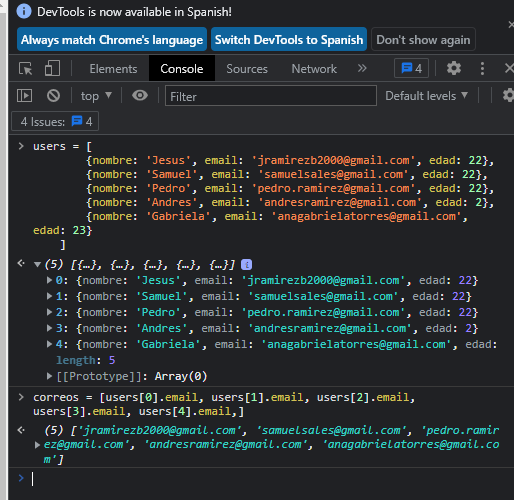 DevTools is now available in Spanish!
Always match Chrome's language Switch DevTools to Spanish Don't show again
Elements Console Sources Network » 4
top Filter Default levels
4 Issues: 4
users = [
{nombre: 'Jesus', email: 'jramirezb2000@gmail.com', edad: 22},
{nombre: 'Samuel', email: 'samuelsales@gmail.com', edad: 22},
{nombre: 'Pedro', email: 'pedro.ramirez@gmail.com', edad: 22},
{nombre: 'Andres', email: 'andresramirez@gmail.com', edad: 2},
{nombre: 'Gabriela', email: 'anagabrielatorres@gmail.com',
edad: 23}
]
(5) [{…}, {…}, {…}, {…}, {…}]
0: {nombre: 'Jesus', email: 'jramirezb2000@gmail.com', edad: 22}
1: {nombre: 'Samuel', email: 'samuelsales@gmail.com', edad: 22}
2: {nombre: 'Pedro', email: 'pedro.ramirez@gmail.com', edad: 22}
3: {nombre: 'Andres', email: 'andresramirez@gmail.com', edad: 2}
4: {nombre: 'Gabriela', email: 'anagabrielatorres@gmail.com', edad:
length: 5
[[Prototype]]: Array(0)
correos = [users[0].email, users[1].email, users[2].email,
users[3].email, users[4].email,]
(5) ['jramirezb2000@gmail.com', 'samuelsales@gmail.com', 'pedro.ramir
ez@gmail.com', 'andresramirez@gmail.com', 'anagabrielatorres@gmail.co
m']